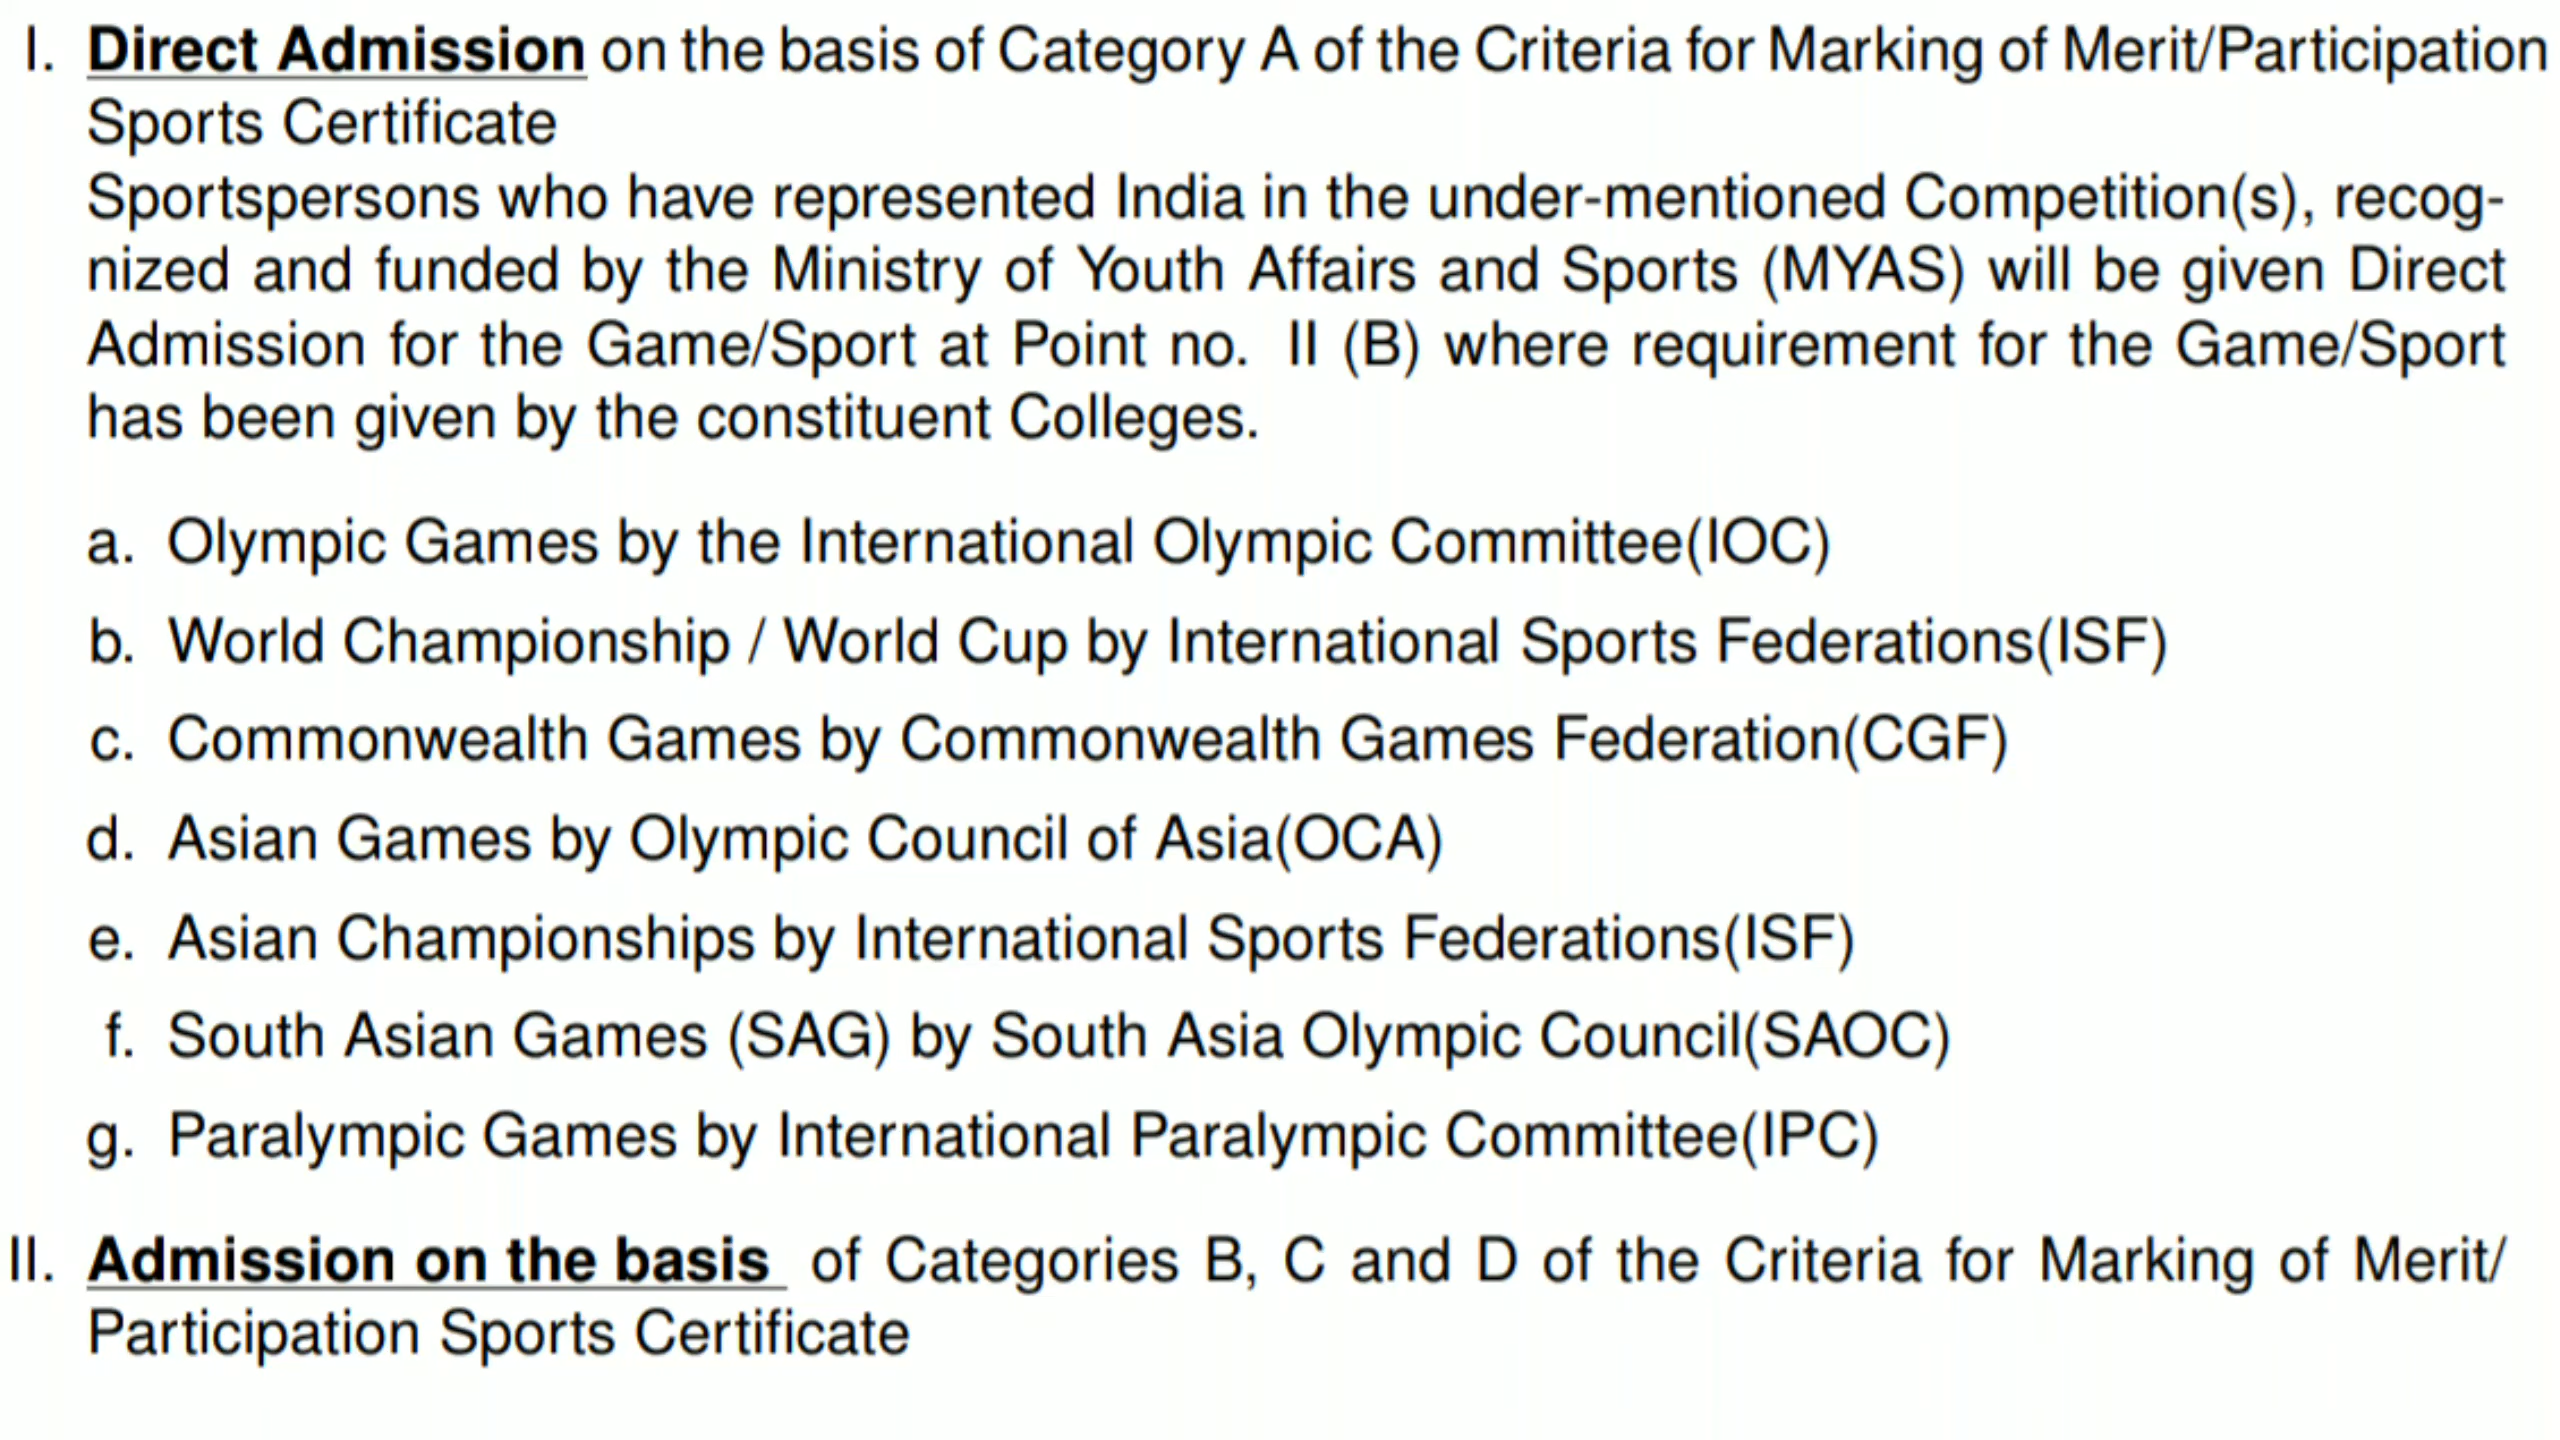 I. Direct Admission on the basis of Category A of the Criteria for Marking of Merit/Participation
Sports Certificate
Sportspersons who have represented India in the under-mentioned Competition(s), recog-
nized and funded by the Ministry of Youth Affairs and Sports (MYAS) will be given Direct
Admission for the Game/Sport at Point no. II (B) where requirement for the Game/Sport
has been given by the constituent Colleges.
a. Olympic Games by the International Olympic Committee(IOC)
b. World Championship / World Cup by International Sports Federations(ISF)
c. Commonwealth Games by Commonwealth Games Federation(CGF)
d. Asian Games by Olympic Council of Asia(OCA)
e. Asian Championships by International Sports Federations(ISF)
f. South Asian Games (SAG) by South Asia Olympic Council(SAOC)
g. Paralympic Games by International Paralympic Committee(IPC)
II. Admission on the basis of Categories B, C and D of the Criteria for Marking of Merit/
Participation Sports Certificate